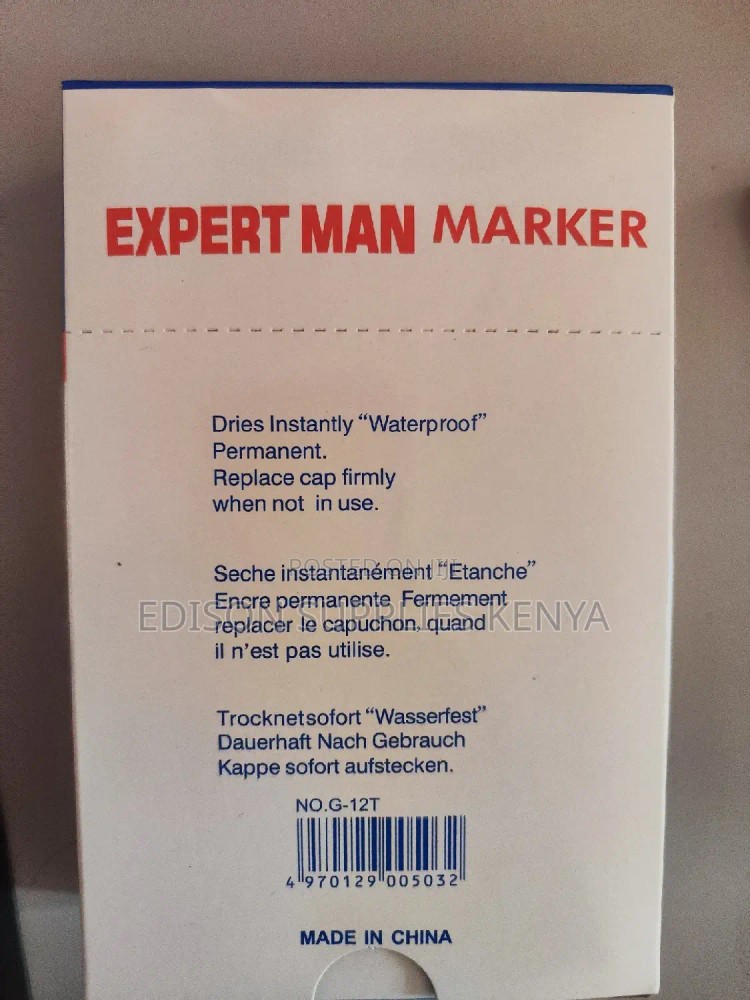 EXPERT MAN MARKER
Dries Instantly “Waterproof”
Permanent.
Replace cap firmly
when not in use.
POSTED ON JIJI
Seche instantanément “Etanche”
Encre permanente Fermement
EDISON SUPPLIES KENYA
replacer le capuchon, quand
il n’est pas utilise.
Trocknetsofort “Wasserfest”
Dauerhaft Nach Gebrauch
Kappe sofort aufstecken.
NO.G-12T
4 970129 005032
MADE IN CHINA